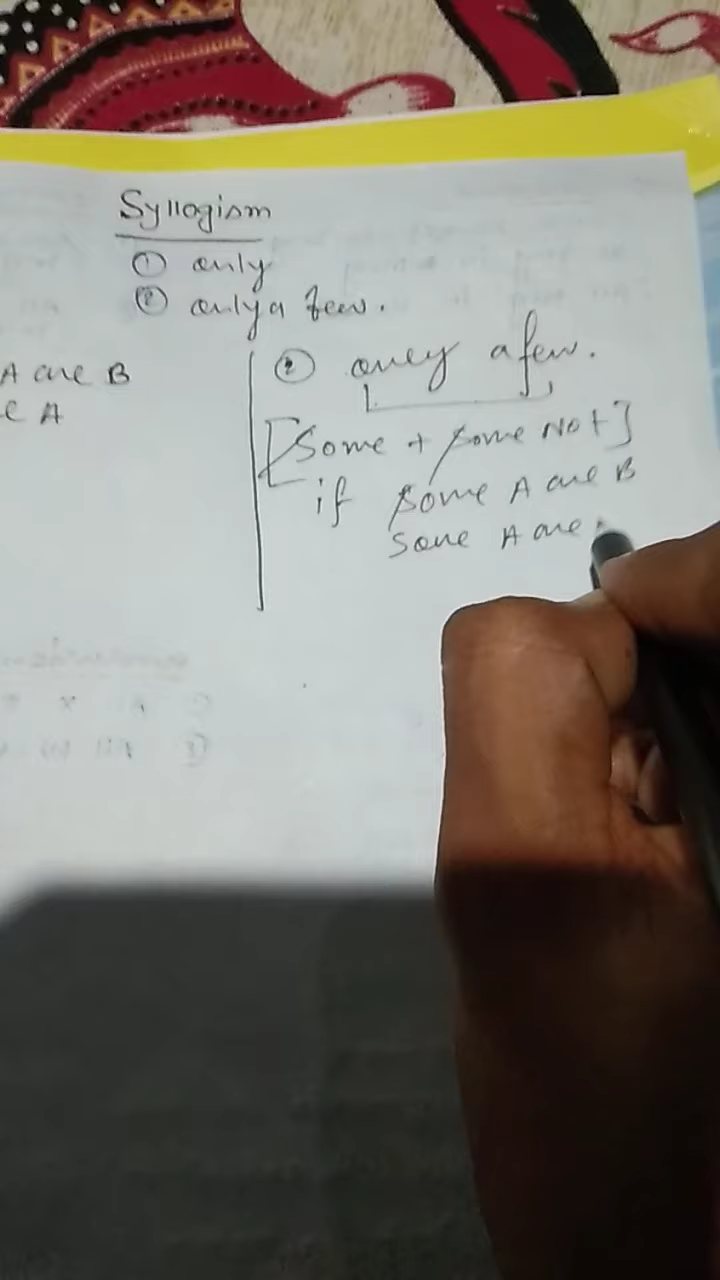 Syllogism
① only
② only a few.
A are B
e A
② only a few.
[Some + Some Not]
if Some A are B
Some A are